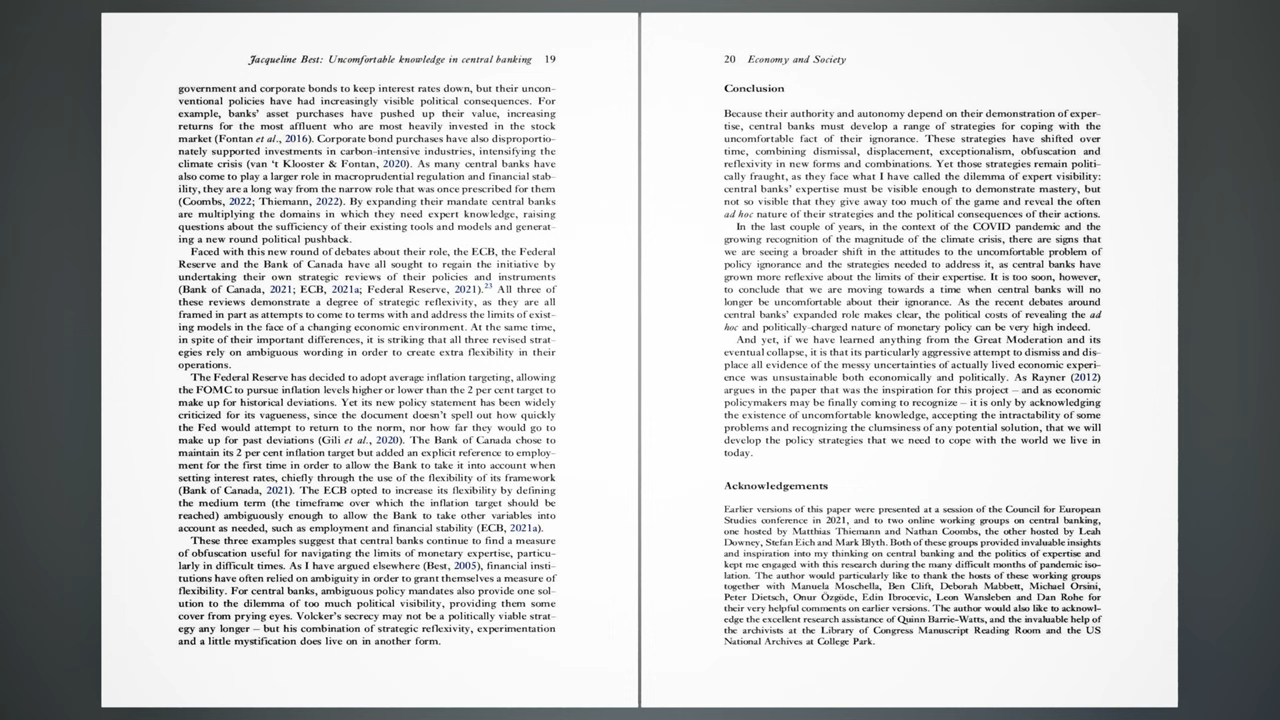 Jacqueline Best: Uncomfortable knowledge in central banking 19
government and corporate bonds to keep interest rates down, but their uncon-
ventional policies have had increasingly visible political consequences. For
example, banks' asset purchases have pushed up their value, increasing
returns for the most affluent who are most heavily invested in the stock
market (Fontan et al., 2016). Corporate bond purchases have also disproportio-
nately supported investments in carbon-intensive industries, intensifying the
climate crisis (van 't Klooster & Fontan, 2020). As many central banks have
also come to play a larger role in macroprudential regulation and financial stab-
ility, they are a long way from the narrow role that was once prescribed for them
(Coombs, 2022; Thiemann, 2022). By expanding their mandate central banks
are multiplying the domains in which they need expert knowledge, raising
questions about the sufficiency of their existing tools and models and generat-
ing a new round political pushback.
Faced with this new round of debates about their role, the ECB, the Federal
Reserve and the Bank of Canada have all sought to regain the initiative by
undertaking their own strategic reviews of their policies and instruments
(Bank of Canada, 2021; ECB, 2021a; Federal Reserve, 2021).23 All three of
these reviews demonstrate a degree of strategic reflexivity, as they are all
framed in part as attempts to come to terms with and address the limits of exist-
ing models in the face of a changing economic environment. At the same time,
in spite of their important differences, it is striking that all three revised strat-
egies rely on ambiguous wording in order to create extra flexibility in their
operations.
The Federal Reserve has decided to adopt average inflation targeting, allowing
the FOMC to pursue inflation levels higher or lower than the 2 per cent target to
make up for historical deviations. Yet its new policy statement has been widely
criticized for its vagueness, since the document doesn't spell out how quickly
the Fed would attempt to return to the norm, nor how far they would go to
make up for past deviations (Gili et al., 2020). The Bank of Canada chose to
maintain its 2 per cent inflation target but added an explicit reference to employ-
ment for the first time in order to allow the Bank to take it into account when
setting interest rates, chiefly through the use of the flexibility of its framework
(Bank of Canada, 2021). The ECB opted to increase its flexibility by defining
the medium term (the timeframe over which the inflation target should be
reached) ambiguously enough to allow the Bank to take other variables into
account as needed, such as employment and financial stability (ECB, 2021a).
These three examples suggest that central banks continue to find a measure
of obfuscation useful for navigating the limits of monetary expertise, particu-
larly in difficult times. As I have argued elsewhere (Best, 2005), financial insti-
tutions have often relied on ambiguity in order to grant themselves a measure of
flexibility. For central banks, ambiguous policy mandates also provide one sol-
ution to the dilemma of too much political visibility, providing them some
cover from prying eyes. Volcker's secrecy may not be a politically viable strat-
egy any longer – but his combination of strategic reflexivity, experimentation
and a little mystification does live on in another form.
20 Economy and Society
Conclusion
Because their authority and autonomy depend on their demonstration of exper-
tise, central banks must develop a range of strategies for coping with the
uncomfortable fact of their ignorance. These strategies have shifted over
time, combining dismissal, displacement, exceptionalism, obfuscation and
reflexivity in new forms and combinations. Yet those strategies remain politi-
cally fraught, as they face what I have called the dilemma of expert visibility:
central banks' expertise must be visible enough to demonstrate mastery, but
not so visible that they give away too much of the game and reveal the often
ad hoc nature of their strategies and the political consequences of their actions.
In the last couple of years, in the context of the COVID pandemic and the
growing recognition of the magnitude of the climate crisis, there are signs that
we are seeing a broader shift in the attitudes to the uncomfortable problem of
policy ignorance and the strategies needed to address it, as central banks have
grown more reflexive about the limits of their expertise. It is too soon, however,
to conclude that we are moving towards a time when central banks will no
longer be uncomfortable about their ignorance. As the recent debates around
central banks' expanded role makes clear, the political costs of revealing the ad
hoc and politically-charged nature of monetary policy can be very high indeed.
And yet, if we have learned anything from the Great Moderation and its
eventual collapse, it is that its particularly aggressive attempt to dismiss and dis-
place all evidence of the messy uncertainties of actually lived economic experi-
ence was unsustainable both economically and politically. As Rayner (2012)
argues in the paper that was the inspiration for this project – and as economic
policymakers may be finally coming to recognize – it is only by acknowledging
the existence of uncomfortable knowledge, accepting the intractability of some
problems and recognizing the clumsiness of any potential solution, that we will
develop the policy strategies that we need to cope with the world we live in
today.
Acknowledgements
Earlier versions of this paper were presented at a session of the Council for European
Studies conference in 2021, and to two online working groups on central banking,
one hosted by Matthias Thiemann and Nathan Coombs, the other hosted by Leah
Downey, Stefan Eich and Mark Blyth. Both of these groups provided invaluable insights
and inspiration into my thinking on central banking and the politics of expertise and
kept me engaged with this research during the many difficult months of pandemic iso-
lation. The author would particularly like to thank the hosts of these working groups
together with Manuela Moschella, Ben Clift, Deborah Mabbett, Michael Orsini,
Peter Dietsch, Onur Özgöde, Edin Ibrocevic, Leon Wansleben and Dan Rohe for
their very helpful comments on earlier versions. The author would also like to acknowl-
edge the excellent research assistance of Quinn Barrie-Watts, and the invaluable help of
the archivists at the Library of Congress Manuscript Reading Room and the US
National Archives at College Park.